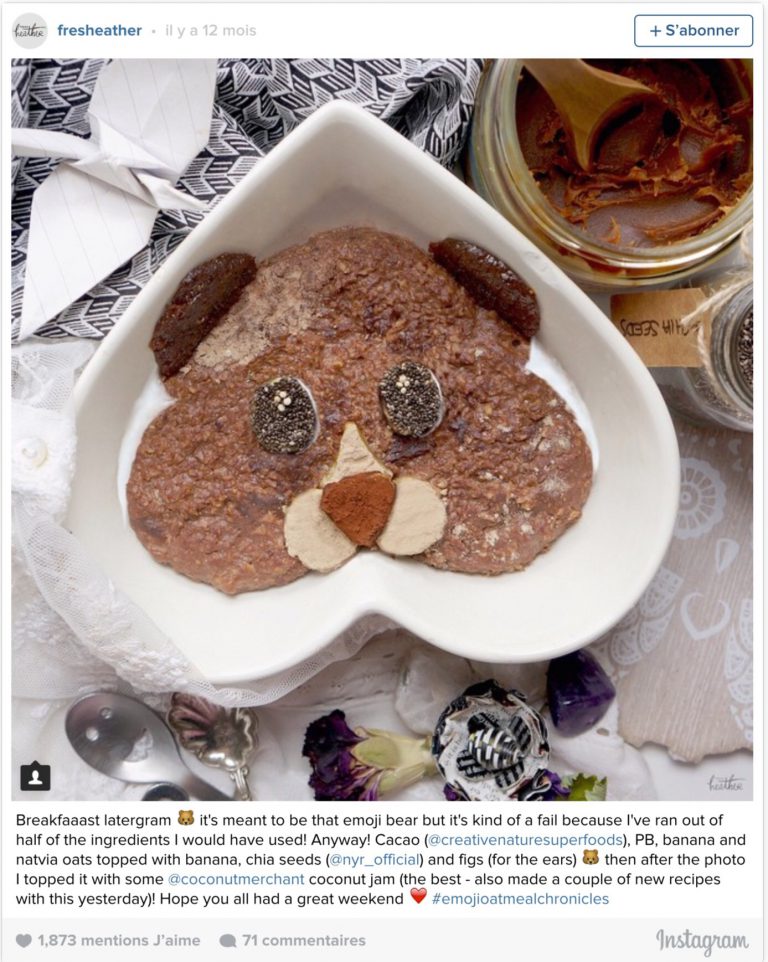 heather
fresheather • il y a 12 mois
+ S'abonner
CHIA SEEDS
heather
Breakfaaast latergram 🐻 it's meant to be that emoji bear but it's kind of a fail because I've ran out of
half of the ingredients I would have used! Anyway! Cacao (@creativenaturesuperfoods), PB, banana and
natvia oats topped with banana, chia seeds (@nyr_official) and figs (for the ears) 🐻 then after the photo
I topped it with some @coconutmerchant coconut jam (the best - also made a couple of new recipes
with this yesterday)! Hope you all had a great weekend ❤️ #emojioatmealchronicles
1,873 mentions J'aime 71 commentaires
Instagram